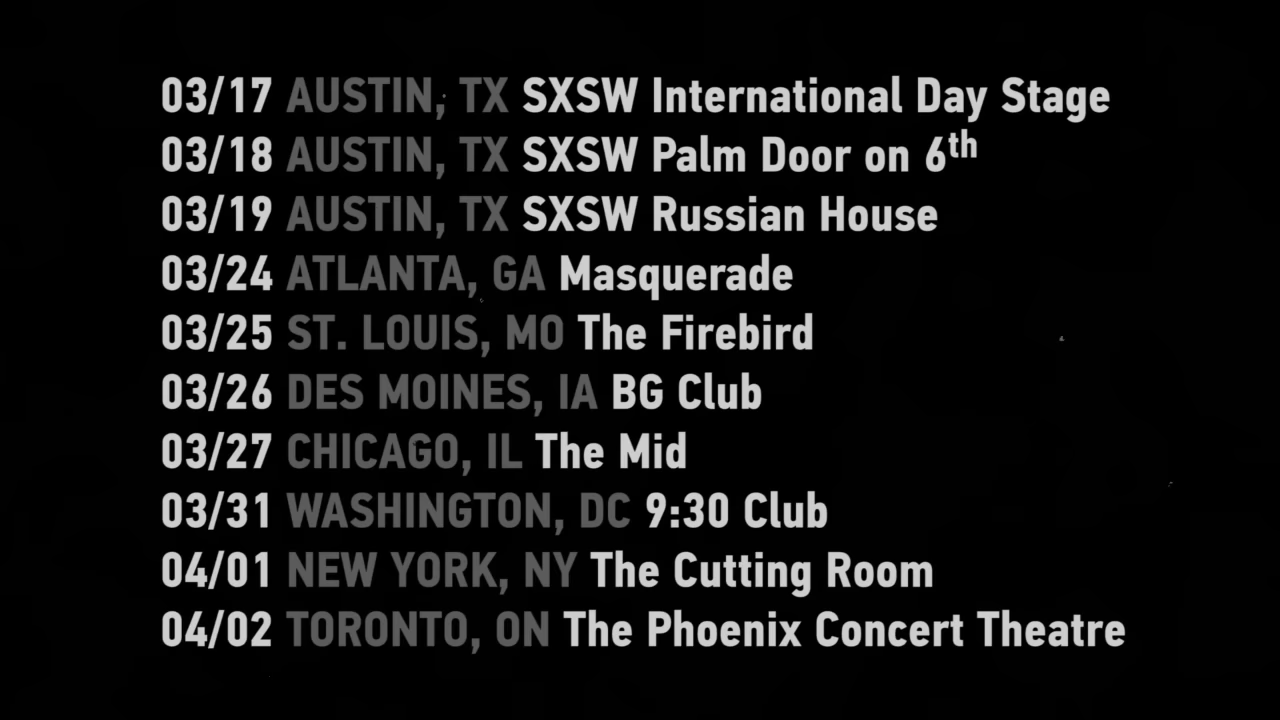 03/17 AUSTIN, TX SXSW International Day Stage
03/18 AUSTIN, TX SXSW Palm Door on 6th
03/19 AUSTIN, TX SXSW Russian House
03/24 ATLANTA, GA Masquerade
03/25 ST. LOUIS, MO The Firebird
03/26 DES MOINES, IA BG Club
03/27 CHICAGO, IL The Mid
03/31 WASHINGTON, DC 9:30 Club
04/01 NEW YORK, NY The Cutting Room
04/02 TORONTO, ON The Phoenix Concert Theatre